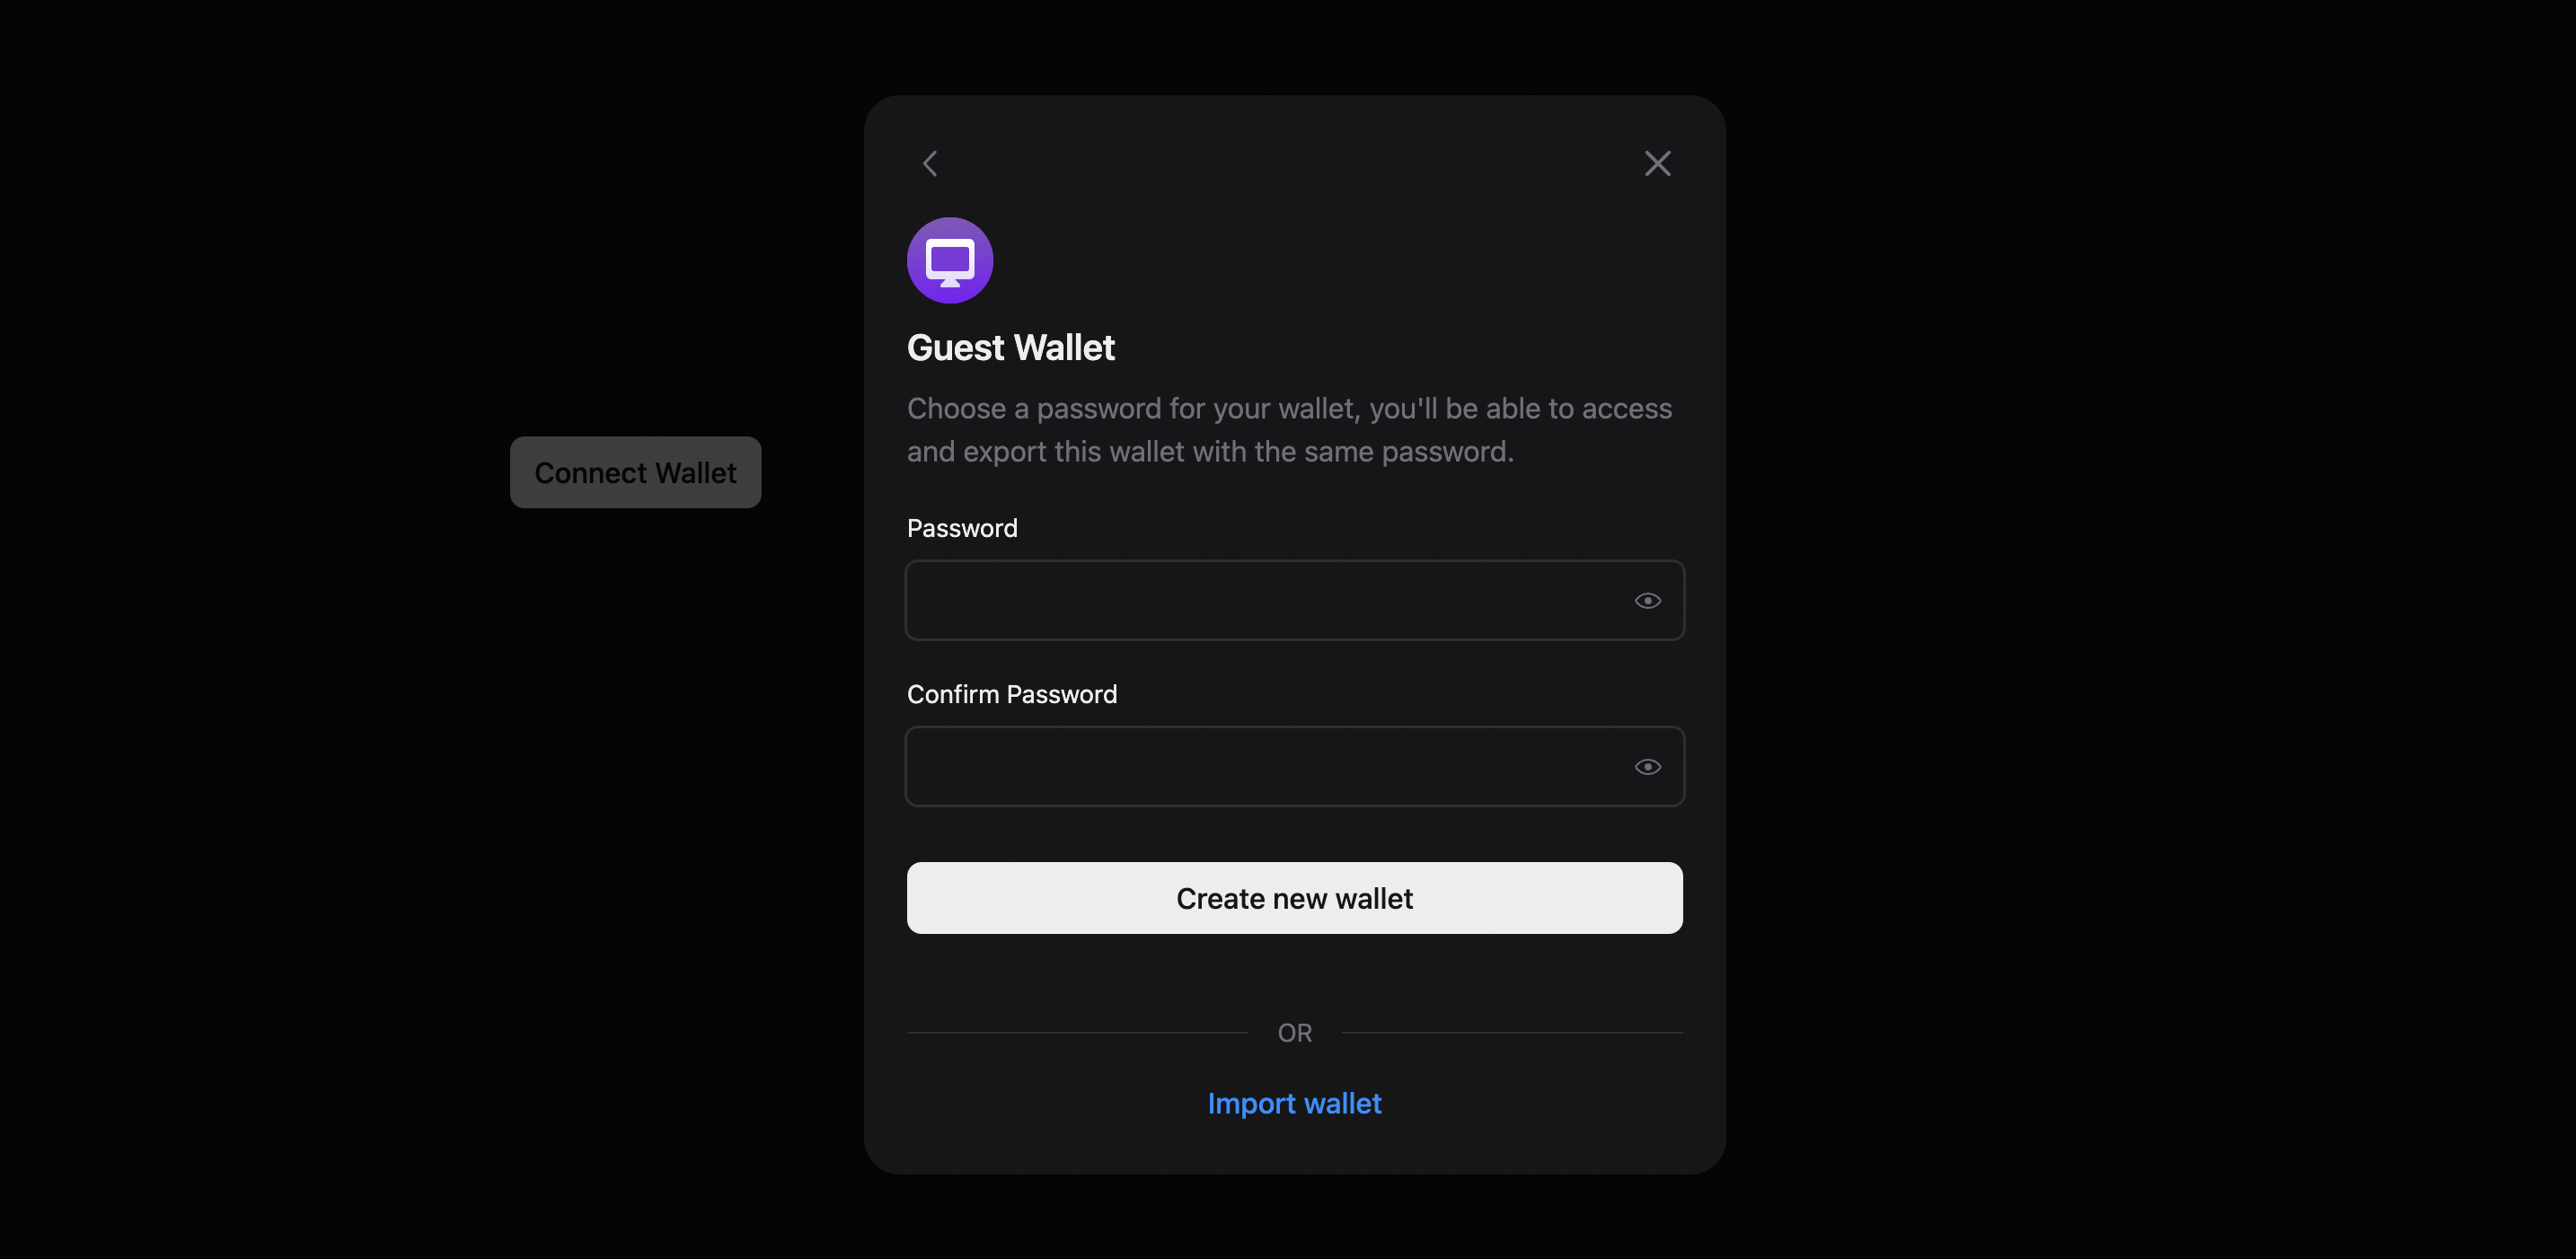 Connect Wallet
Guest Wallet
Choose a password for your wallet, you'll be able to access
and export this wallet with the same password.
Password
Confirm Password
Create new wallet
OR
Import wallet